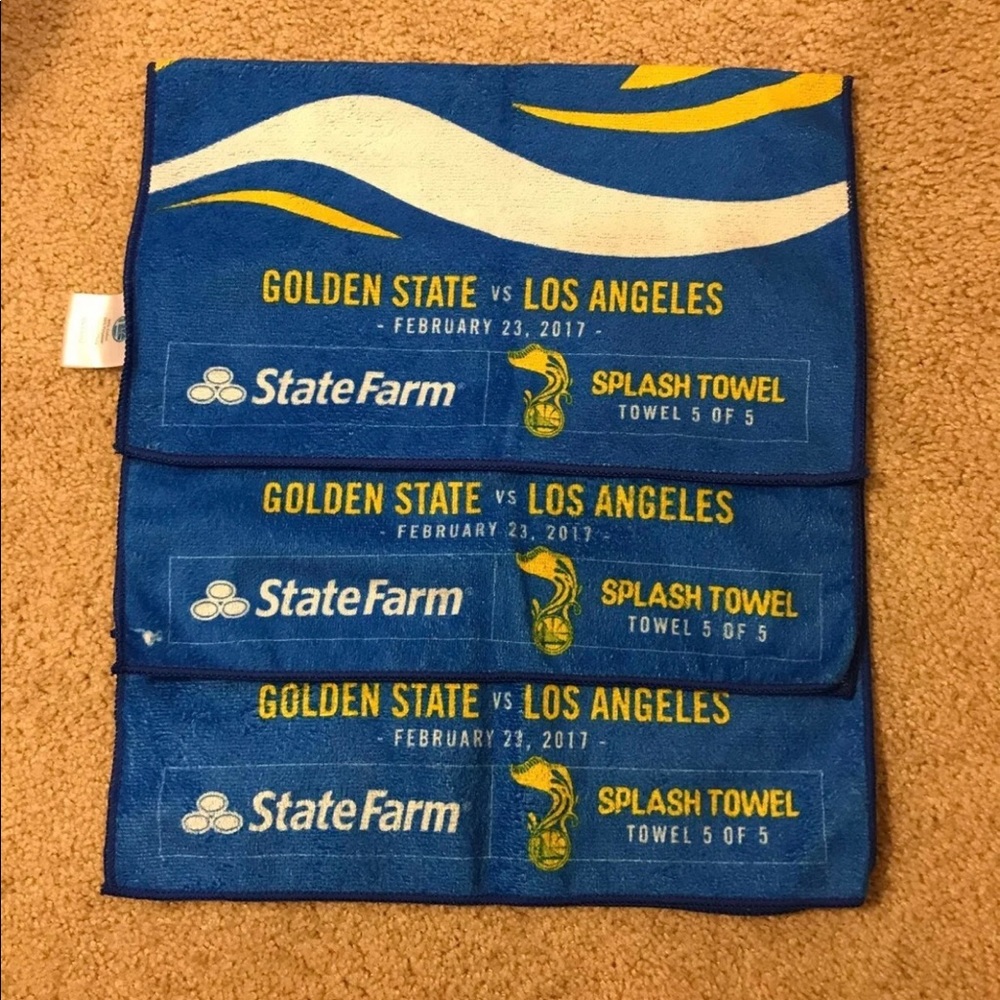 GOLDEN STATE VS LOS ANGELES
- FEBRUARY 23, 2017 -
StateFarm
SPLASH TOWEL
TOWEL 5 OF 5
GOLDEN STATE VS LOS ANGELES
- FEBRUARY 23, 2017 -
StateFarm
SPLASH TOWEL
TOWEL 5 OF 5
GOLDEN STATE VS LOS ANGELES
- FEBRUARY 23, 2017 -
StateFarm
SPLASH TOWEL
TOWEL 5 OF 5